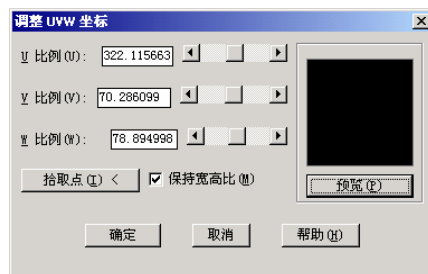 调整 UVW 坐标
U 比例(U): 322.115663
V 比例(V): 70.286099
W 比例(W): 78.894998
拾取点(I) < 保持宽高比(M)
预览(P)
确定 取消 帮助(H)